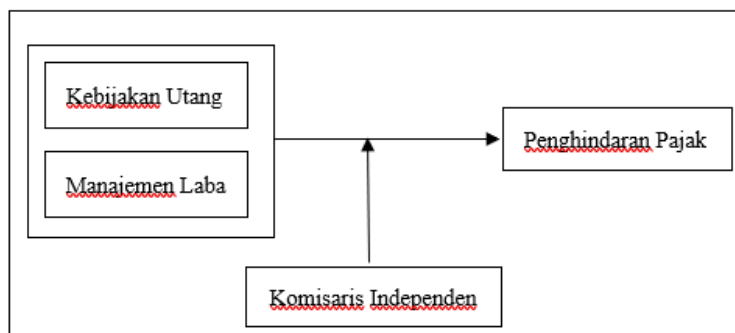 Kebijakan Utang
Manajemen Laba
Penghindaran Pajak
Komisaris Independen